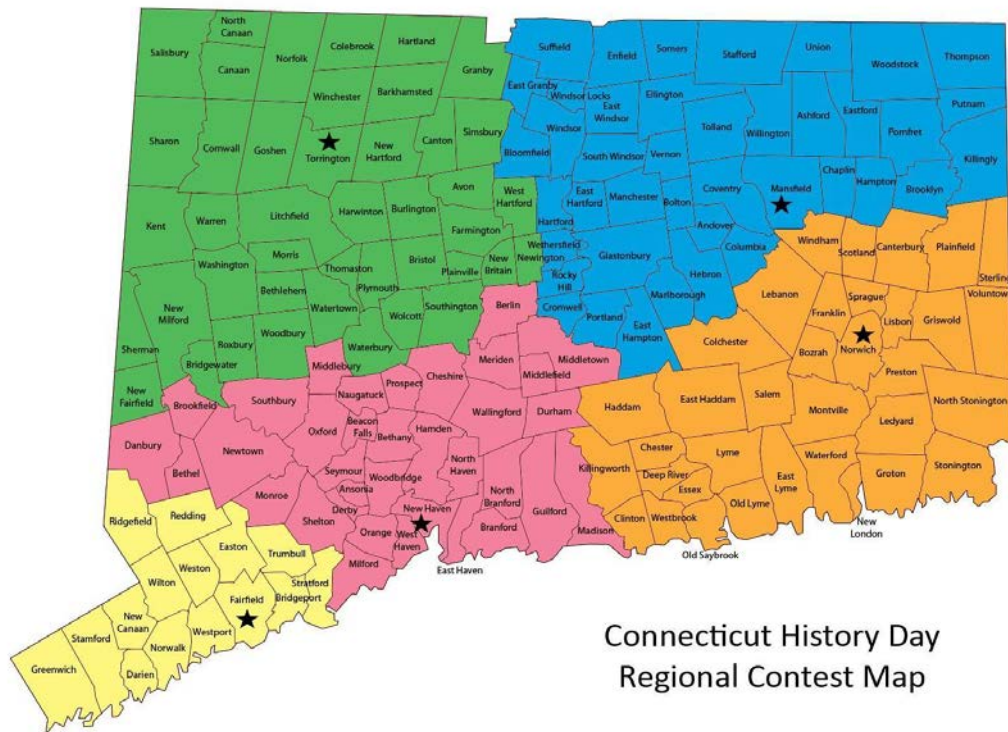 North
Canaan
Salisbury
Canaan
Norfolk
Colebrook
Hartland
Granby
Suffield
Enfield
Somers
Stafford
Union
Woodstock
Thompson
East Granby
Windsor Locks
East
Windsor
Ellington
Winchester
Barkhamsted
Putnam
Sharon
Cornwall
Goshen
Torrington
New
Hartford
Canton
Simsbury
Windsor
Bloomfield
South Windsor
Vernon
Tolland
Willington
Ashford
Eastford
Pomfret
Killingly
Kent
Warren
Litchfield
Harwinton
Burlington
Avon
West
Hartford
Farmington
Hartford
East
Hartford
Manchester
Bolton
Coventry
Mansfield
Chaplin
Hampton
Brooklyn
Andover
Columbia
Washington
Morris
Bethlehem
Thomaston
Plymouth
Bristol
Plainville
New
Britain
Newington
Wethersfield
Rocky
Hill
Glastonbury
Hebron
Marlborough
Windham
Scotland
Canterbury
Plainfield
Sterling
New
Milford
Watertown
Wolcott
Southington
Berlin
Cromwell
Portland
East
Hampton
Lebanon
Franklin
Sprague
Lisbon
Griswold
Voluntown
Sherman
Bridgewater
Roxbury
Woodbury
Waterbury
Colchester
Bozrah
Norwich
Preston
New
Fairfield
Brookfield
Southbury
Middlebury
Naugatuck
Prospect
Cheshire
Meriden
Middletown
Middlefield
Danbury
Bethel
Newtown
Oxford
Beacon
Falls
Bethany
Hamden
Wallingford
Durham
Haddam
East Haddam
Salem
Montville
Ledyard
North Stonington
Seymour
Ansonia
Derby
Woodbridge
North
Haven
Killingworth
Chester
Deep River
Essex
Lyme
East
Lyme
Waterford
Groton
Stonington
Monroe
Shelton
Orange
West
Haven
New Haven
North
Branford
Branford
Guilford
Madison
Clinton
Westbrook
Old Lyme
New
London
Old Saybrook
East Haven
Milford
Ridgefield
Redding
Easton
Trumbull
Stratford
Bridgeport
Wilton
Weston
Fairfield
Westport
New
Canaan
Norwalk
Darien
Stamford
Greenwich
Connecticut History Day
Regional Contest Map